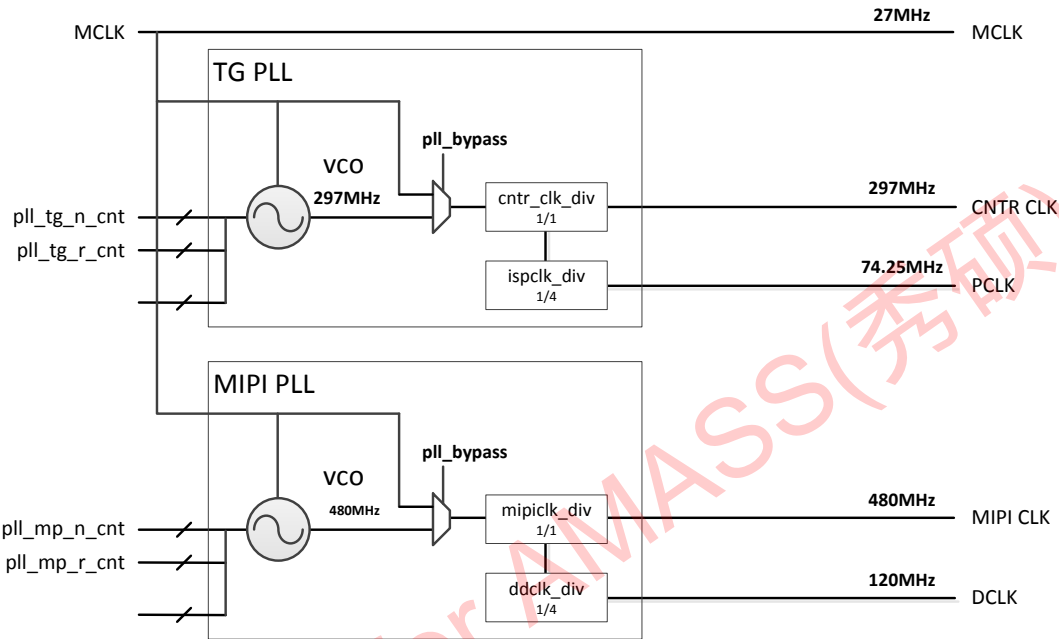 MCLK
27MHz
MCLK
TG PLL
pll_bypass
VCO
297MHz
cntr_clk_div
1/1
297MHz
CNTR CLK
pll_tg_n_cnt
pll_tg_r_cnt
ispclk_div
1/4
74.25MHz
PCLK
MIPI PLL
pll_bypass
VCO
480MHz
mipiclk_div
1/1
480MHz
MIPI CLK
pll_mp_n_cnt
pll_mp_r_cnt
ddclk_div
1/4
120MHz
DCLK
for AMASS(秀硕)